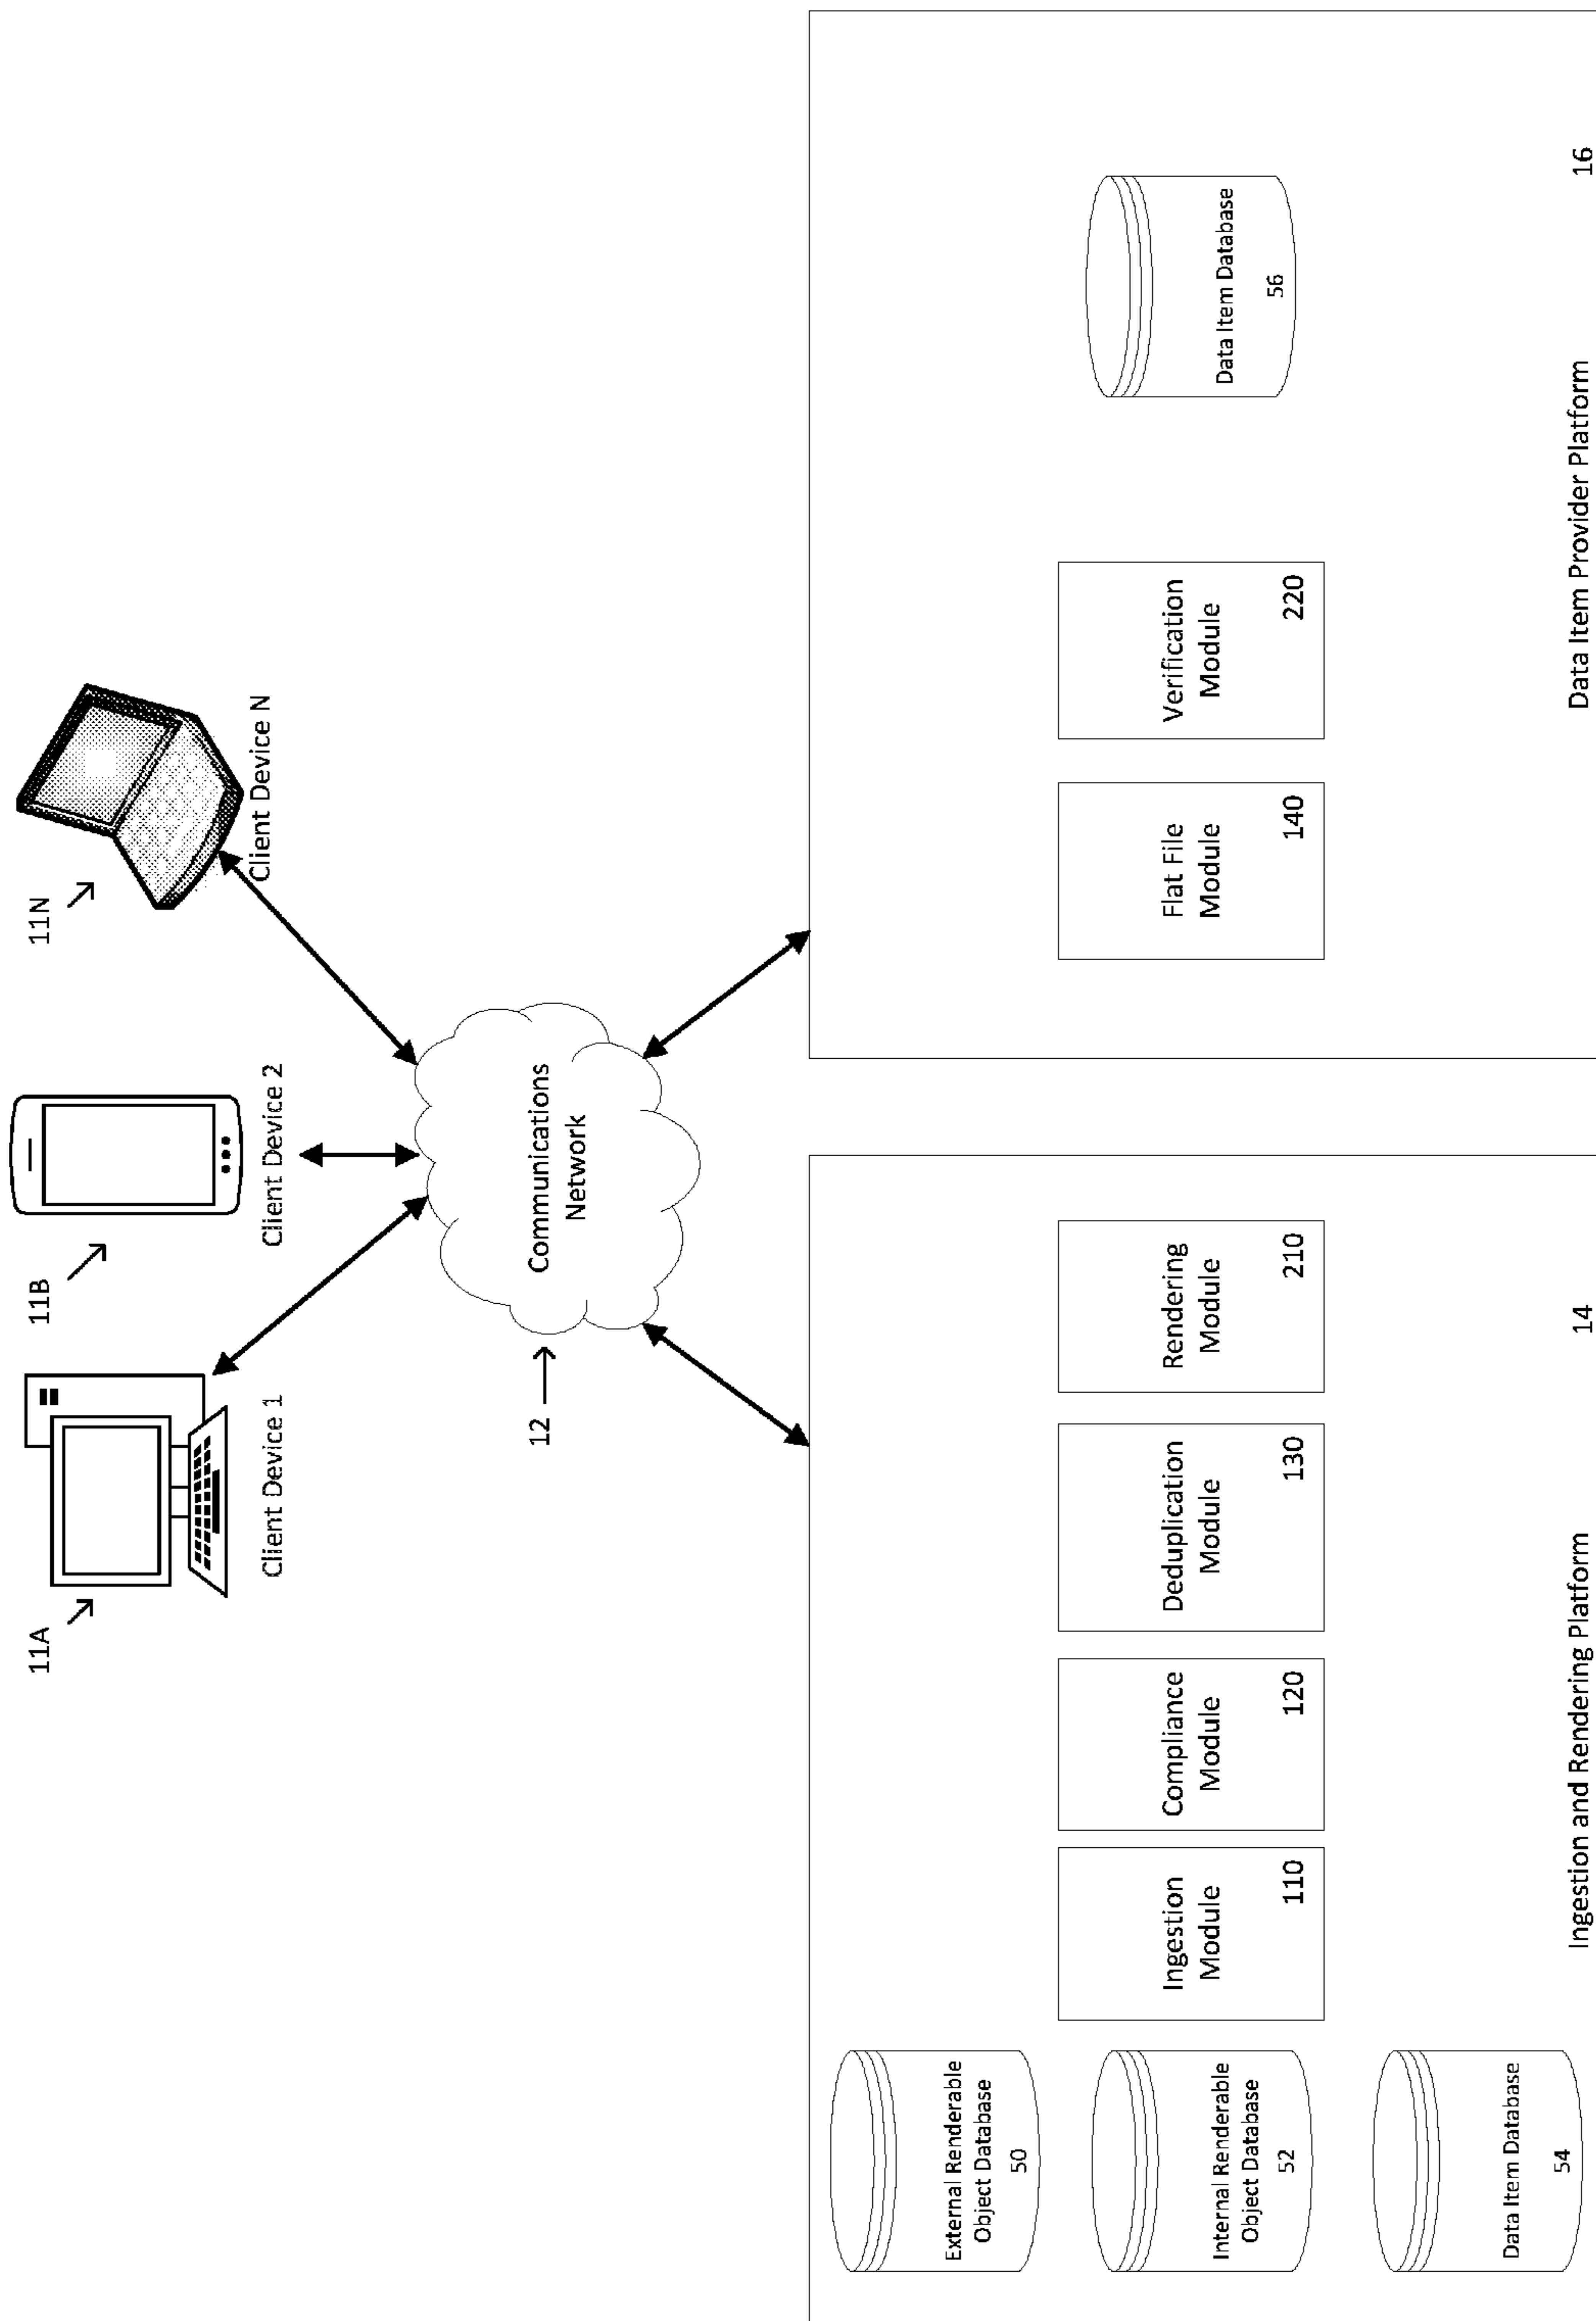 11A
Client Device 1
11B
Client Device 2
11N
Client Device N
12
Communications
Network
External Renderable
Object Database
50
Internal Renderable
Object Database
52
Data Item Database
54
Ingestion
Module
110
Compliance
Module
120
Deduplication
Module
130
Rendering
Module
210
Ingestion and Rendering Platform
14
Flat File
Module
140
Verification
Module
220
Data Item Database
56
Data Item Provider Platform
16